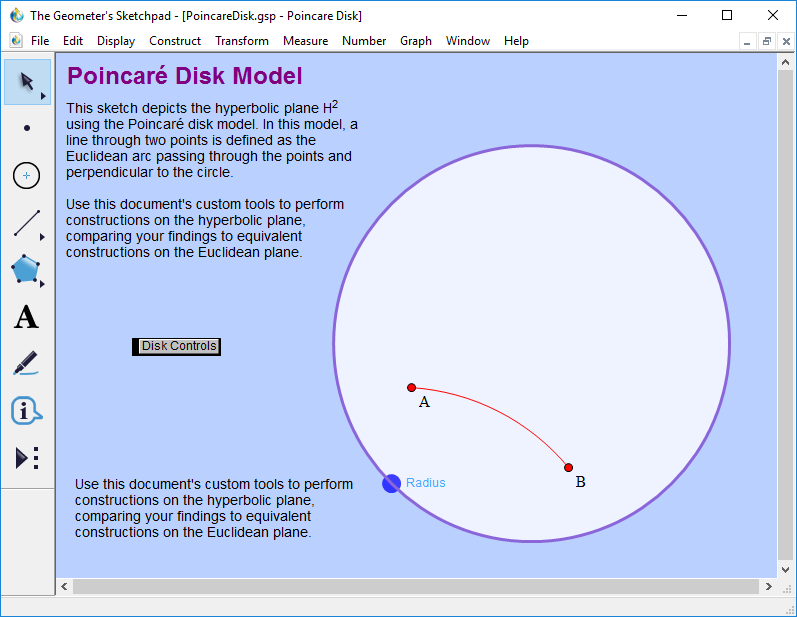 The Geometer's Sketchpad - [PoincareDisk.gsp - Poincare Disk]
File Edit Display Construct Transform Measure Number Graph Window Help
Poincaré Disk Model
This sketch depicts the hyperbolic plane H²
using the Poincaré disk model. In this model, a
line through two points is defined as the
Euclidean arc passing through the points and
perpendicular to the circle.
Use this document's custom tools to perform
constructions on the hyperbolic plane,
comparing your findings to equivalent
constructions on the Euclidean plane.
A
Disk Controls
A
B
Radius
Use this document's custom tools to perform
constructions on the hyperbolic plane,
comparing your findings to equivalent
constructions on the Euclidean plane.